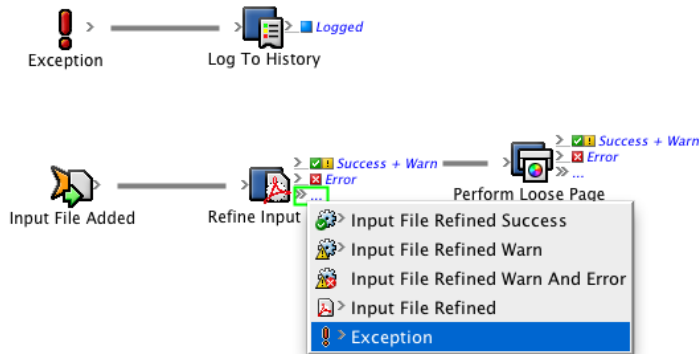 Logged
Exception
Log To History
Success + Warn
Error
...
Success + Warn
Error
...
Input File Added
Refine Input
Perform Loose Page
Input File Refined Success
Input File Refined Warn
Input File Refined Warn And Error
Input File Refined
Exception